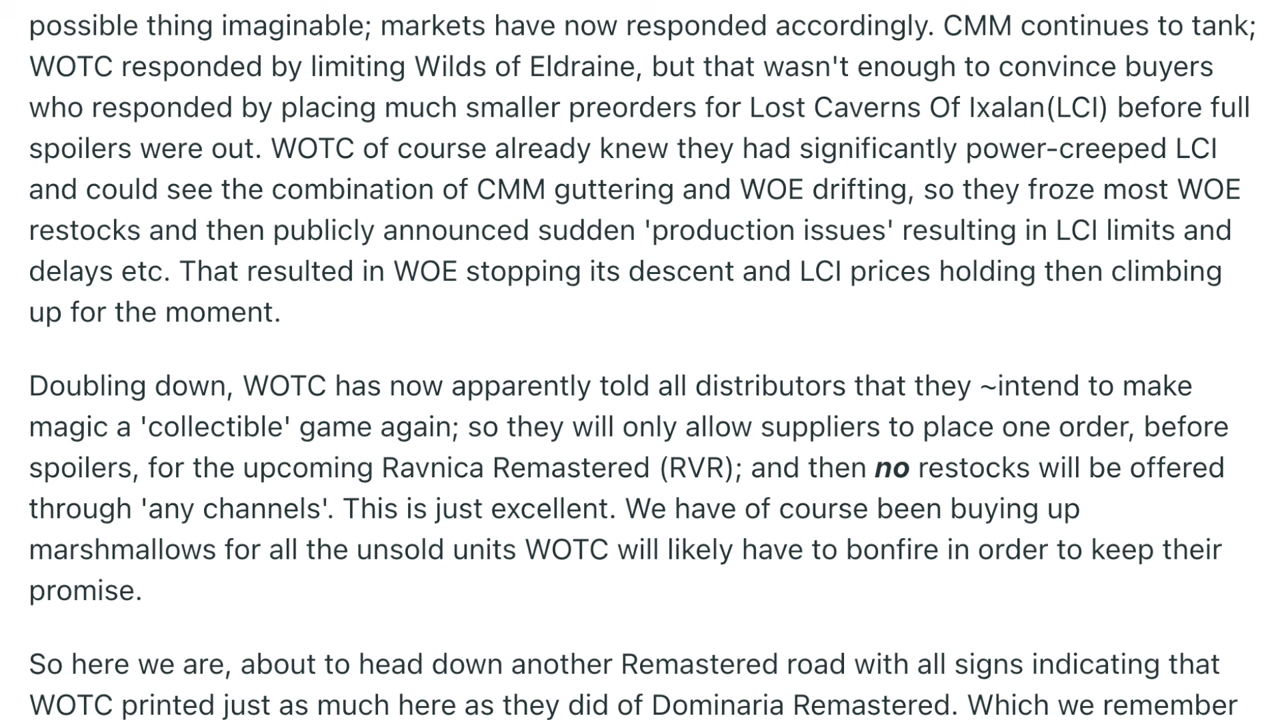 possible thing imaginable; markets have now responded accordingly. CMM continues to tank;
WOTC responded by limiting Wilds of Eldraine, but that wasn't enough to convince buyers
who responded by placing much smaller preorders for Lost Caverns Of Ixalan(LCI) before full
spoilers were out. WOTC of course already knew they had significantly power-creeped LCI
and could see the combination of CMM guttering and WOE drifting, so they froze most WOE
restocks and then publicly announced sudden 'production issues' resulting in LCI limits and
delays etc. That resulted in WOE stopping its descent and LCI prices holding then climbing
up for the moment.
Doubling down, WOTC has now apparently told all distributors that they ~intend to make
magic a 'collectible' game again; so they will only allow suppliers to place one order, before
spoilers, for the upcoming Ravnica Remastered (RVR); and then no restocks will be offered
through 'any channels'. This is just excellent. We have of course been buying up
marshmallows for all the unsold units WOTC will likely have to bonfire in order to keep their
promise.
So here we are, about to head down another Remastered road with all signs indicating that
WOTC printed just as much here as they did of Dominaria Remastered. Which we remember